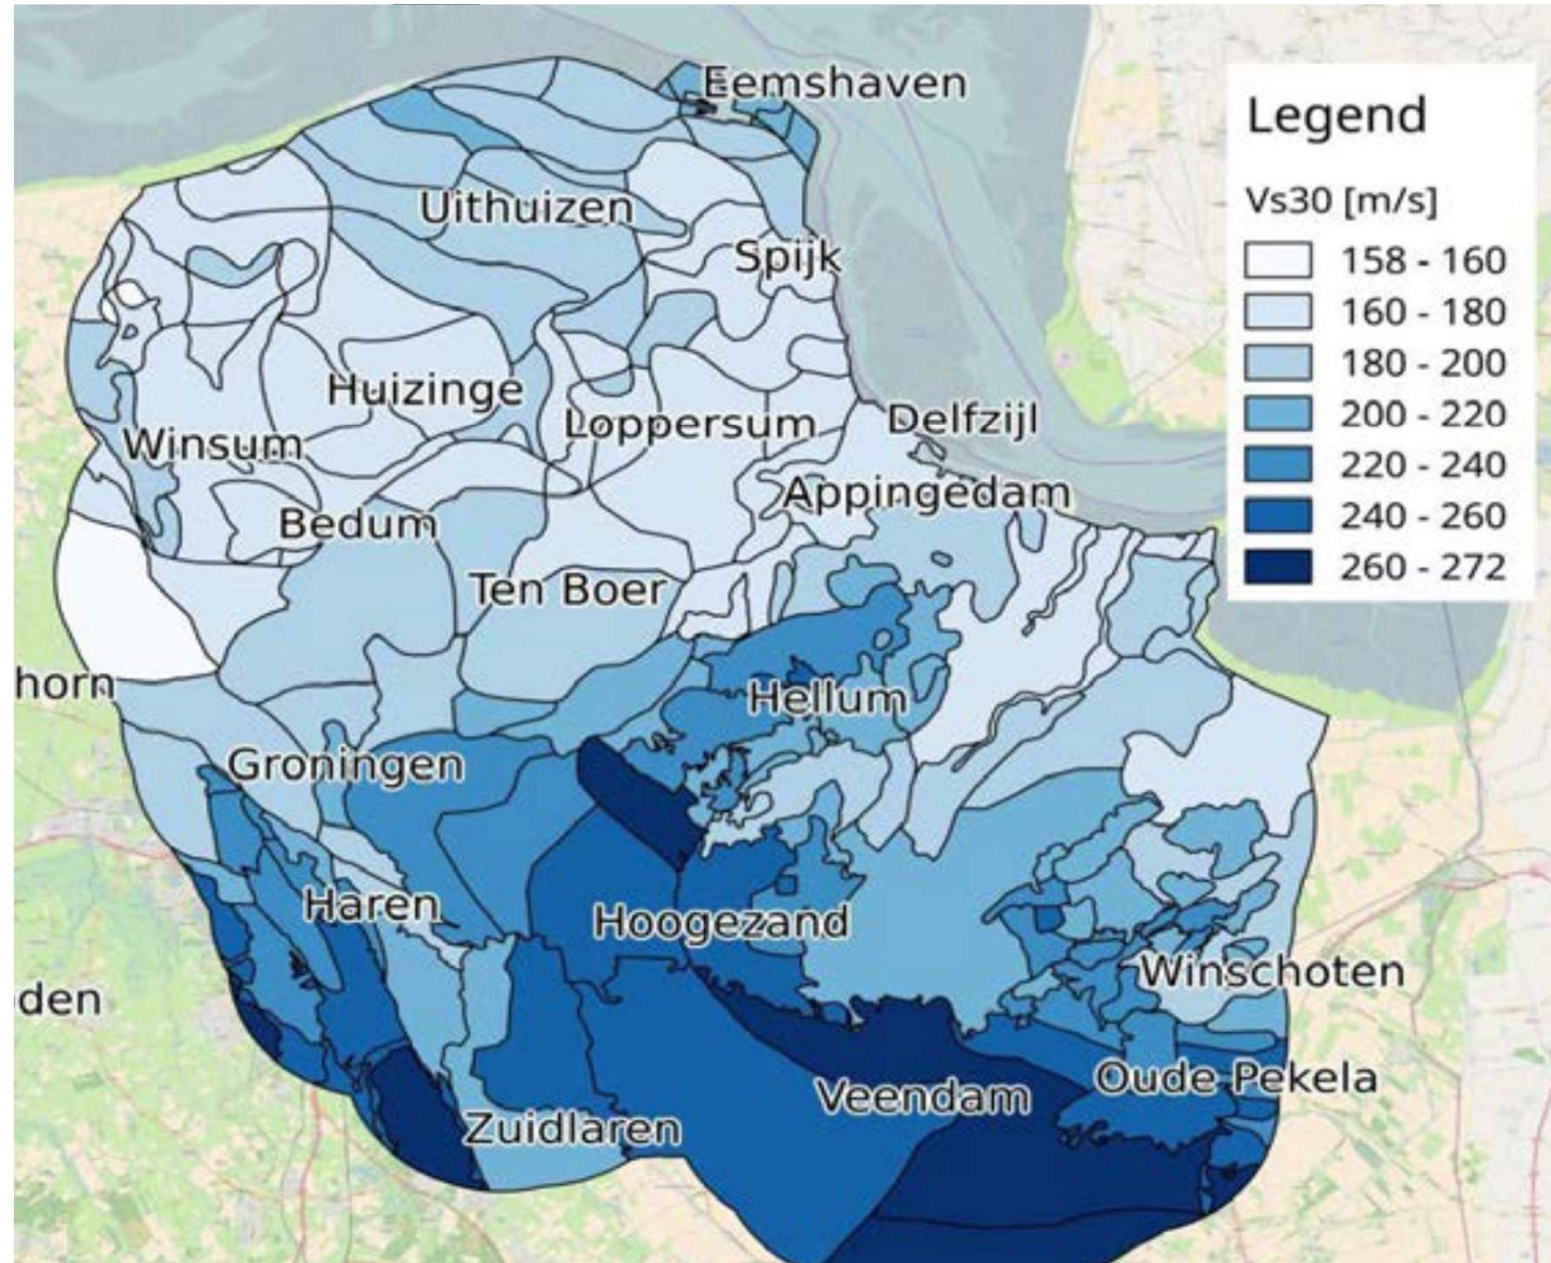 Eemshaven
Legend
Vs30 [m/s]
158 - 160
160 - 180
180 - 200
200 - 220
220 - 240
240 - 260
260 - 272
Uithuizen
Spijk
Huizinge
Loppersum
Delfzijl
Winsum
Appingedam
Bedum
Ten Boer
horn
Hellum
Groningen
Haren
Hoogezand
Winschoten
den
Oude Pekela
Veendam
Zuidlaren